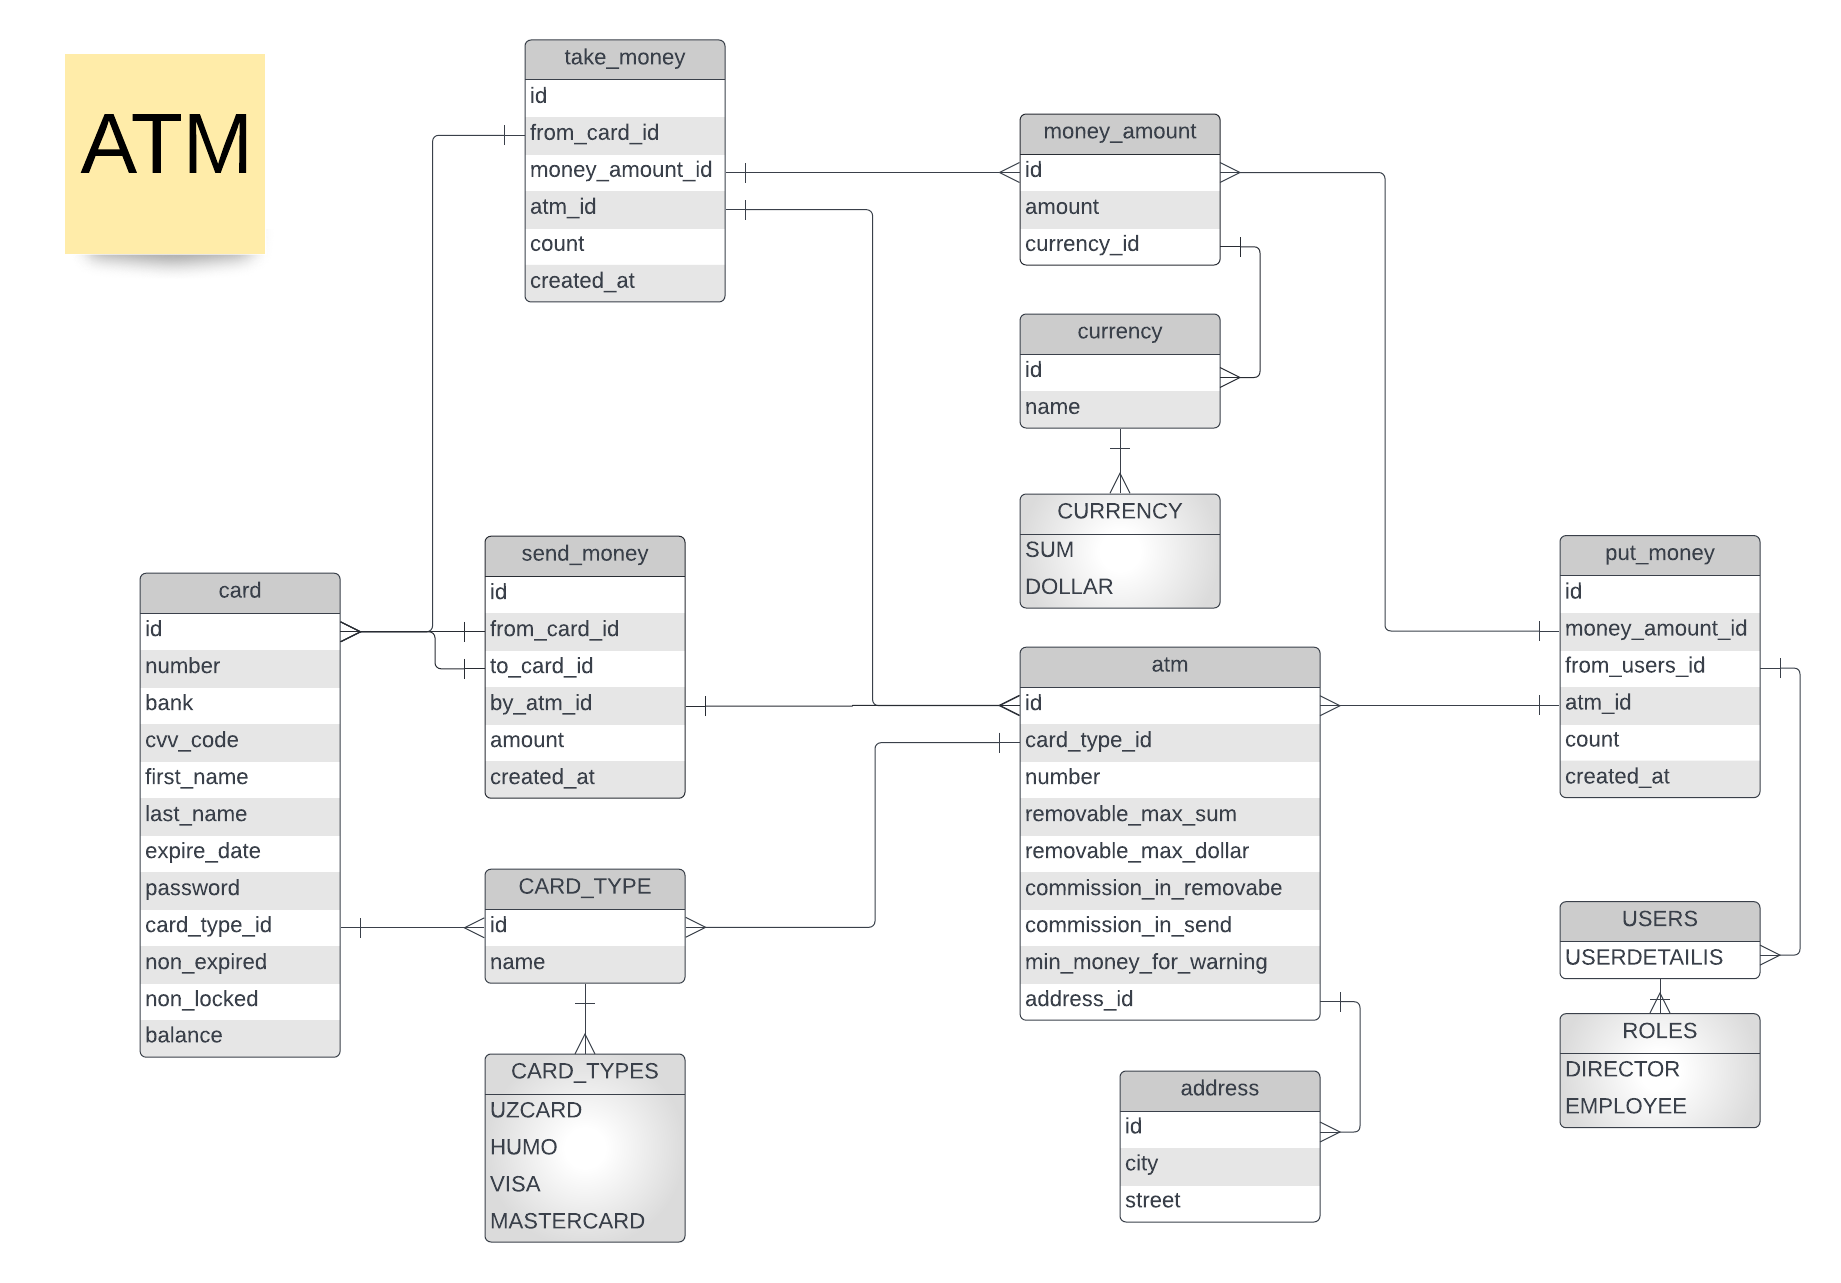 ATM
take_money
id
from_card_id
money_amount_id
atm_id
count
created_at
money_amount
id
amount
currency_id
currency
id
name
CURRENCY
SUM
DOLLAR
send_money
id
from_card_id
to_card_id
by_atm_id
amount
created_at
card
id
number
bank
cvv_code
first_name
last_name
expire_date
password
card_type_id
non_expired
non_locked
balance
CARD_TYPE
id
name
CARD_TYPES
UZCARD
HUMO
VISA
MASTERCARD
atm
id
card_type_id
number
removable_max_sum
removable_max_dollar
commission_in_removabe
commission_in_send
min_money_for_warning
address_id
address
id
city
street
put_money
id
money_amount_id
from_users_id
atm_id
count
created_at
USERS
USERDETAILIS
ROLES
DIRECTOR
EMPLOYEE